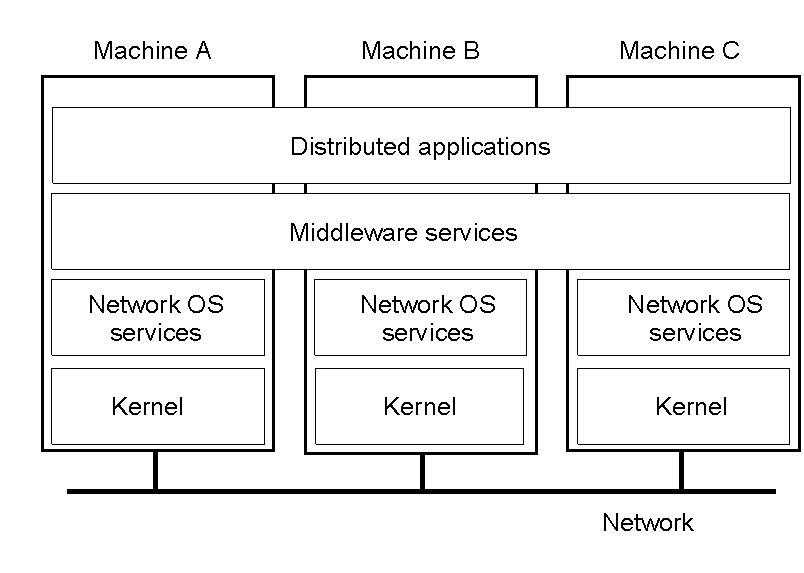 Machine A
Machine B
Machine C
Distributed applications
Middleware services
Network OS
services
Network OS
services
Network OS
services
Kernel
Kernel
Kernel
Network